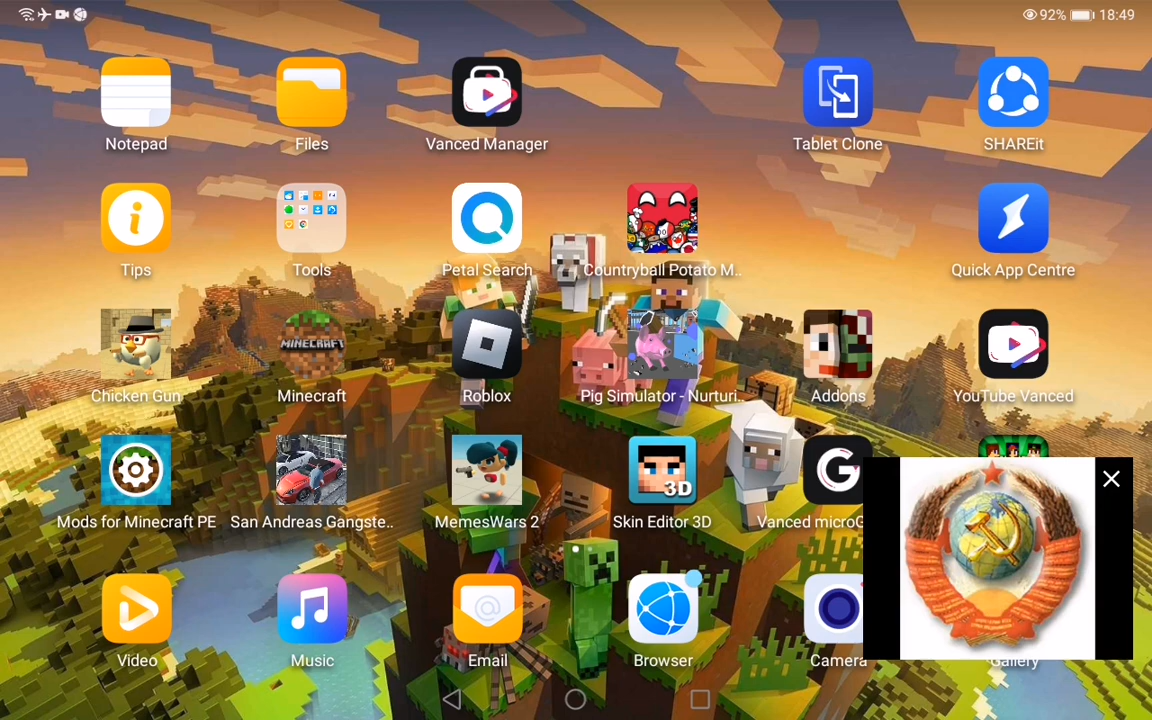 92% 18:49
Notepad
Files
Vanced Manager
Tablet Clone
SHAREit
Tips
Tools
Petal Search
Countryball Potato M..
Quick App Centre
Chicken Gun
MINECRAFT
Minecraft
Roblox
Pig Simulator - Nurturi..
Addons
YouTube Vanced
3D
Mods for Minecraft PE
San Andreas Gangste..
MemesWars 2
Skin Editor 3D
Vanced microG
Video
Music
Email
Browser
Camera
Gallery